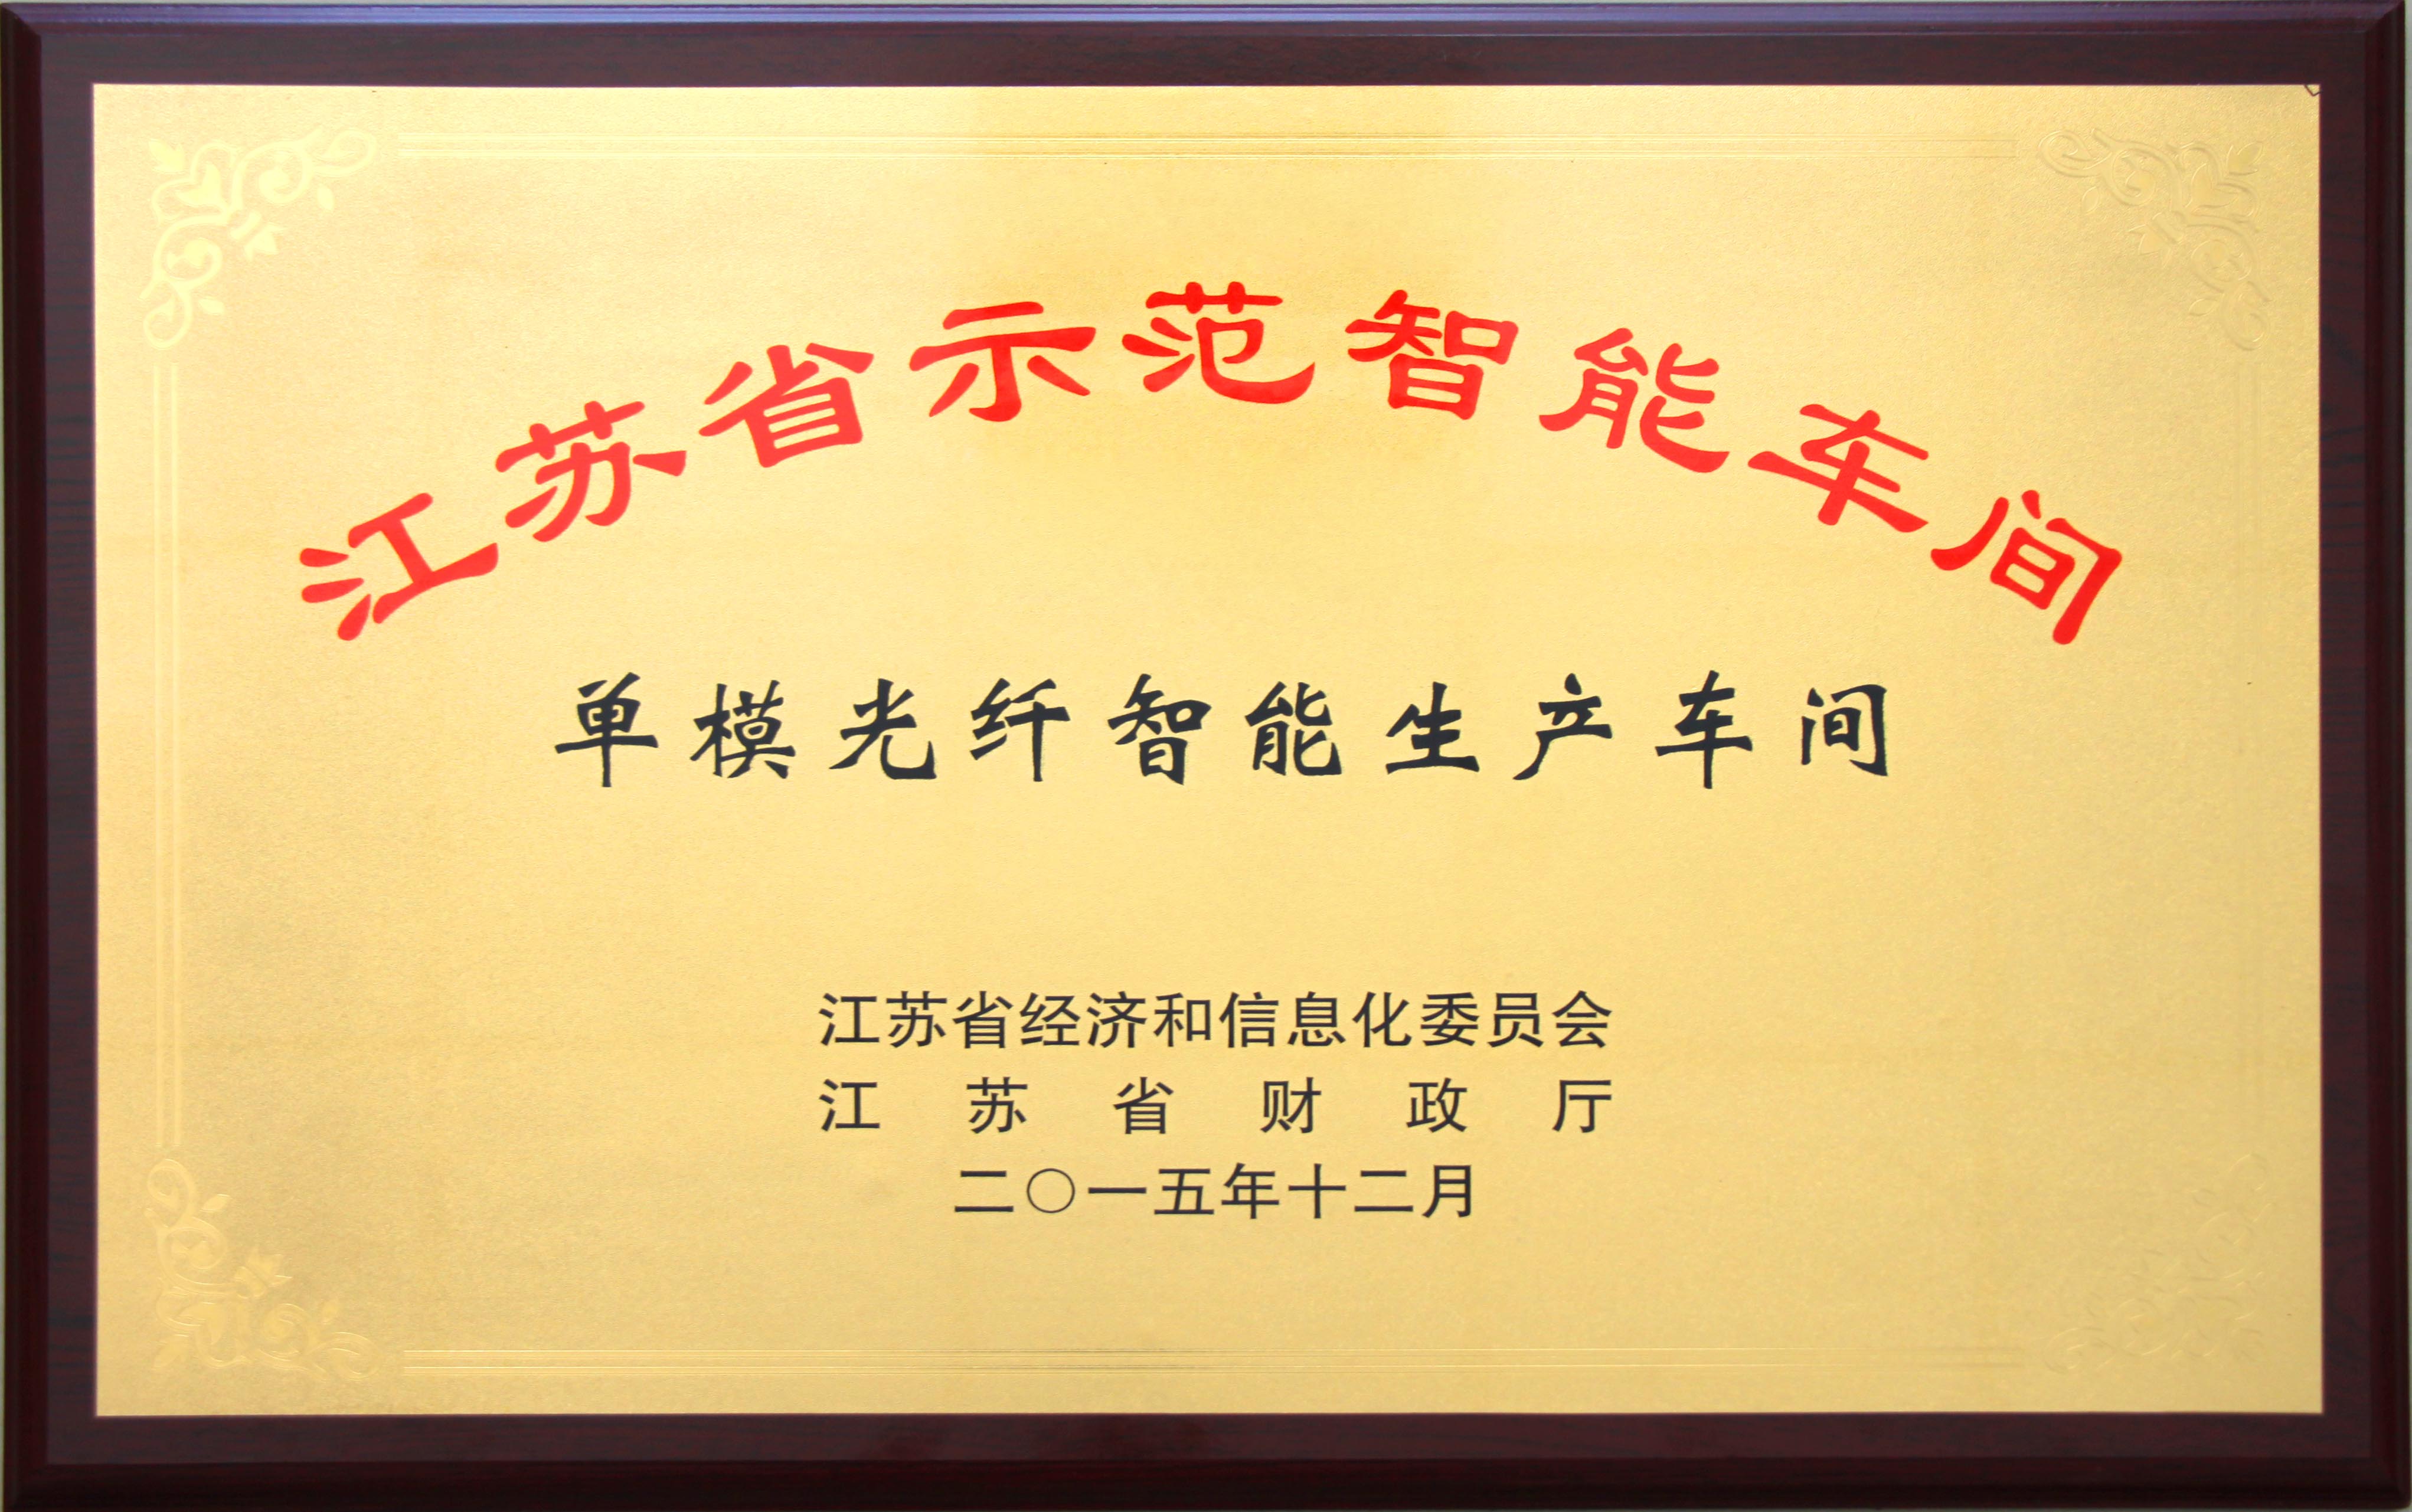 江苏省示范智能车间
单模光纤智能生产车间
江苏省经济和信息化委员会
江苏省财政厅
二〇一五年十二月